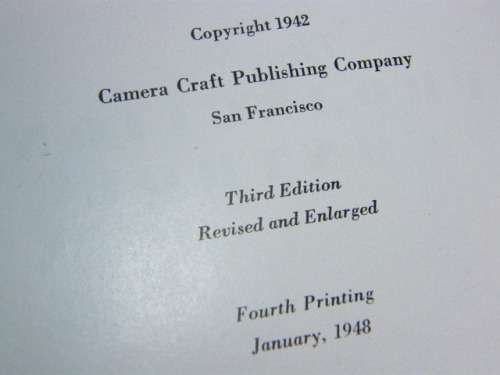 Copyright 1942
Camera Craft Publishing Company
San Francisco
Third Edition
Revised and Enlarged
Fourth Printing
January, 1948